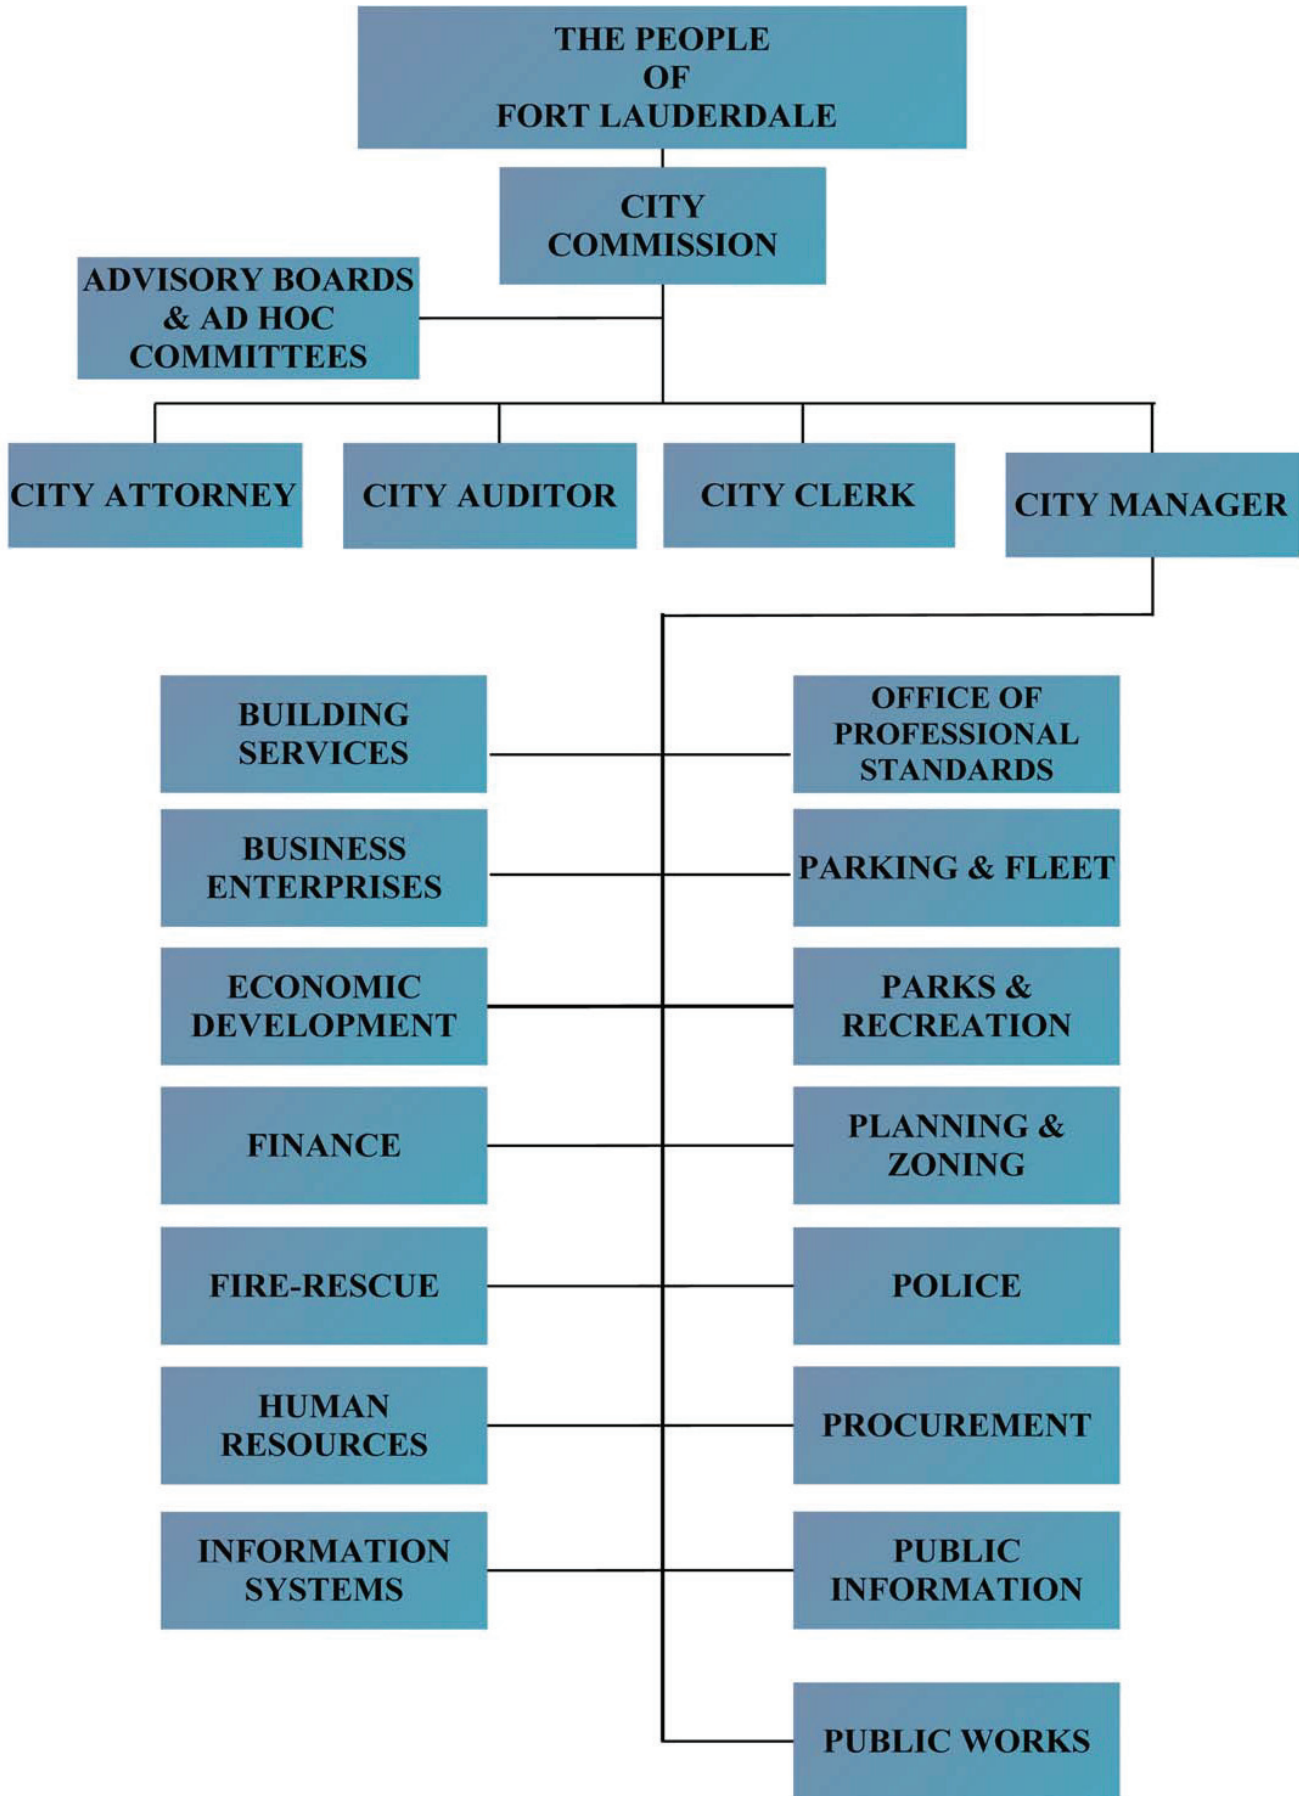 THE PEOPLE
OF
FORT LAUDERDALE
CITY
COMMISSION
ADVISORY BOARDS
& AD HOC
COMMITTEES
CITY ATTORNEY
CITY AUDITOR
CITY CLERK
CITY MANAGER
BUILDING
SERVICES
OFFICE OF
PROFESSIONAL
STANDARDS
BUSINESS
ENTERPRISES
PARKING & FLEET
ECONOMIC
DEVELOPMENT
PARKS &
RECREATION
FINANCE
PLANNING &
ZONING
FIRE-RESCUE
POLICE
HUMAN
RESOURCES
PROCUREMENT
INFORMATION
SYSTEMS
PUBLIC
INFORMATION
PUBLIC WORKS